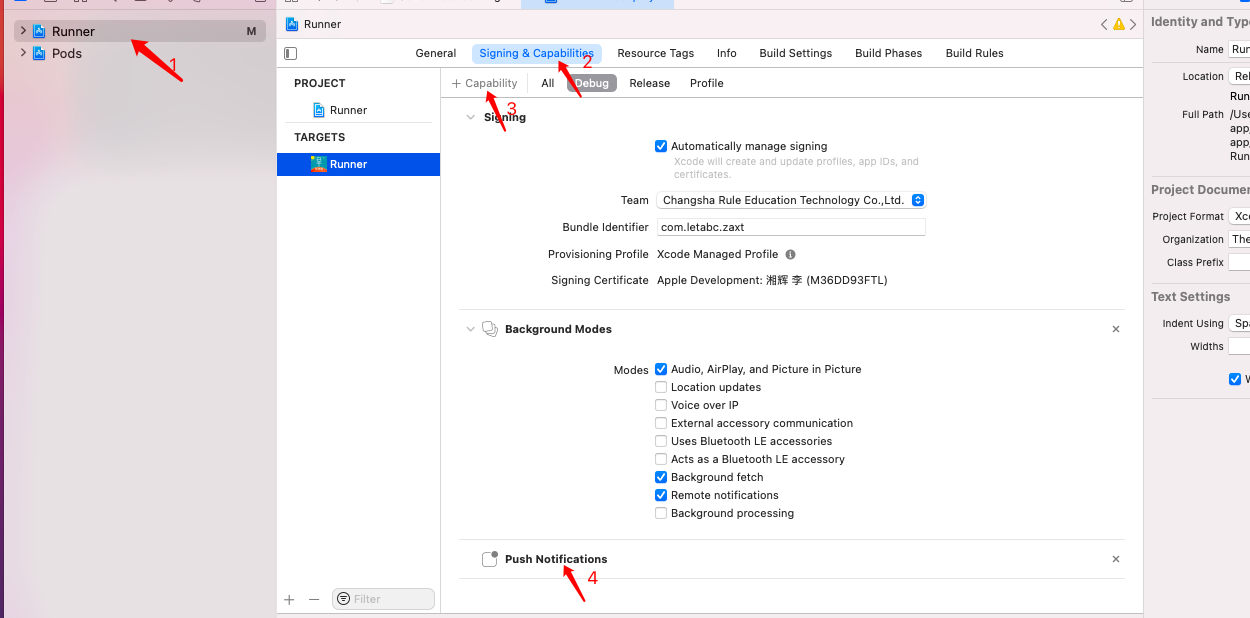 Runner M
Pods
1
Runner
General Signing & Capabilities Resource Tags Info Build Settings Build Phases Build Rules
2
PROJECT
Runner
TARGETS
Runner
+ Capability All Debug Release Profile
3
Signing
Automatically manage signing
Xcode will create and update profiles, app IDs, and
certificates.
Team Changsha Rule Education Technology Co.,Ltd.
Bundle Identifier com.letabc.zaxt
Provisioning Profile Xcode Managed Profile
Signing Certificate Apple Development: 湘辉 李 (M36DD93FTL)
Background Modes
Modes Audio, AirPlay, and Picture in Picture
Location updates
Voice over IP
External accessory communication
Uses Bluetooth LE accessories
Acts as a Bluetooth LE accessory
Background fetch
Remote notifications
Background processing
Push Notifications
4
Filter
Identity and Type
Name Run
Location Rel
Run
Full Path /Use
app
app,
Run
Project Documen
Project Format Xco
Organization The
Class Prefix
Text Settings
Indent Using Spa
Widths